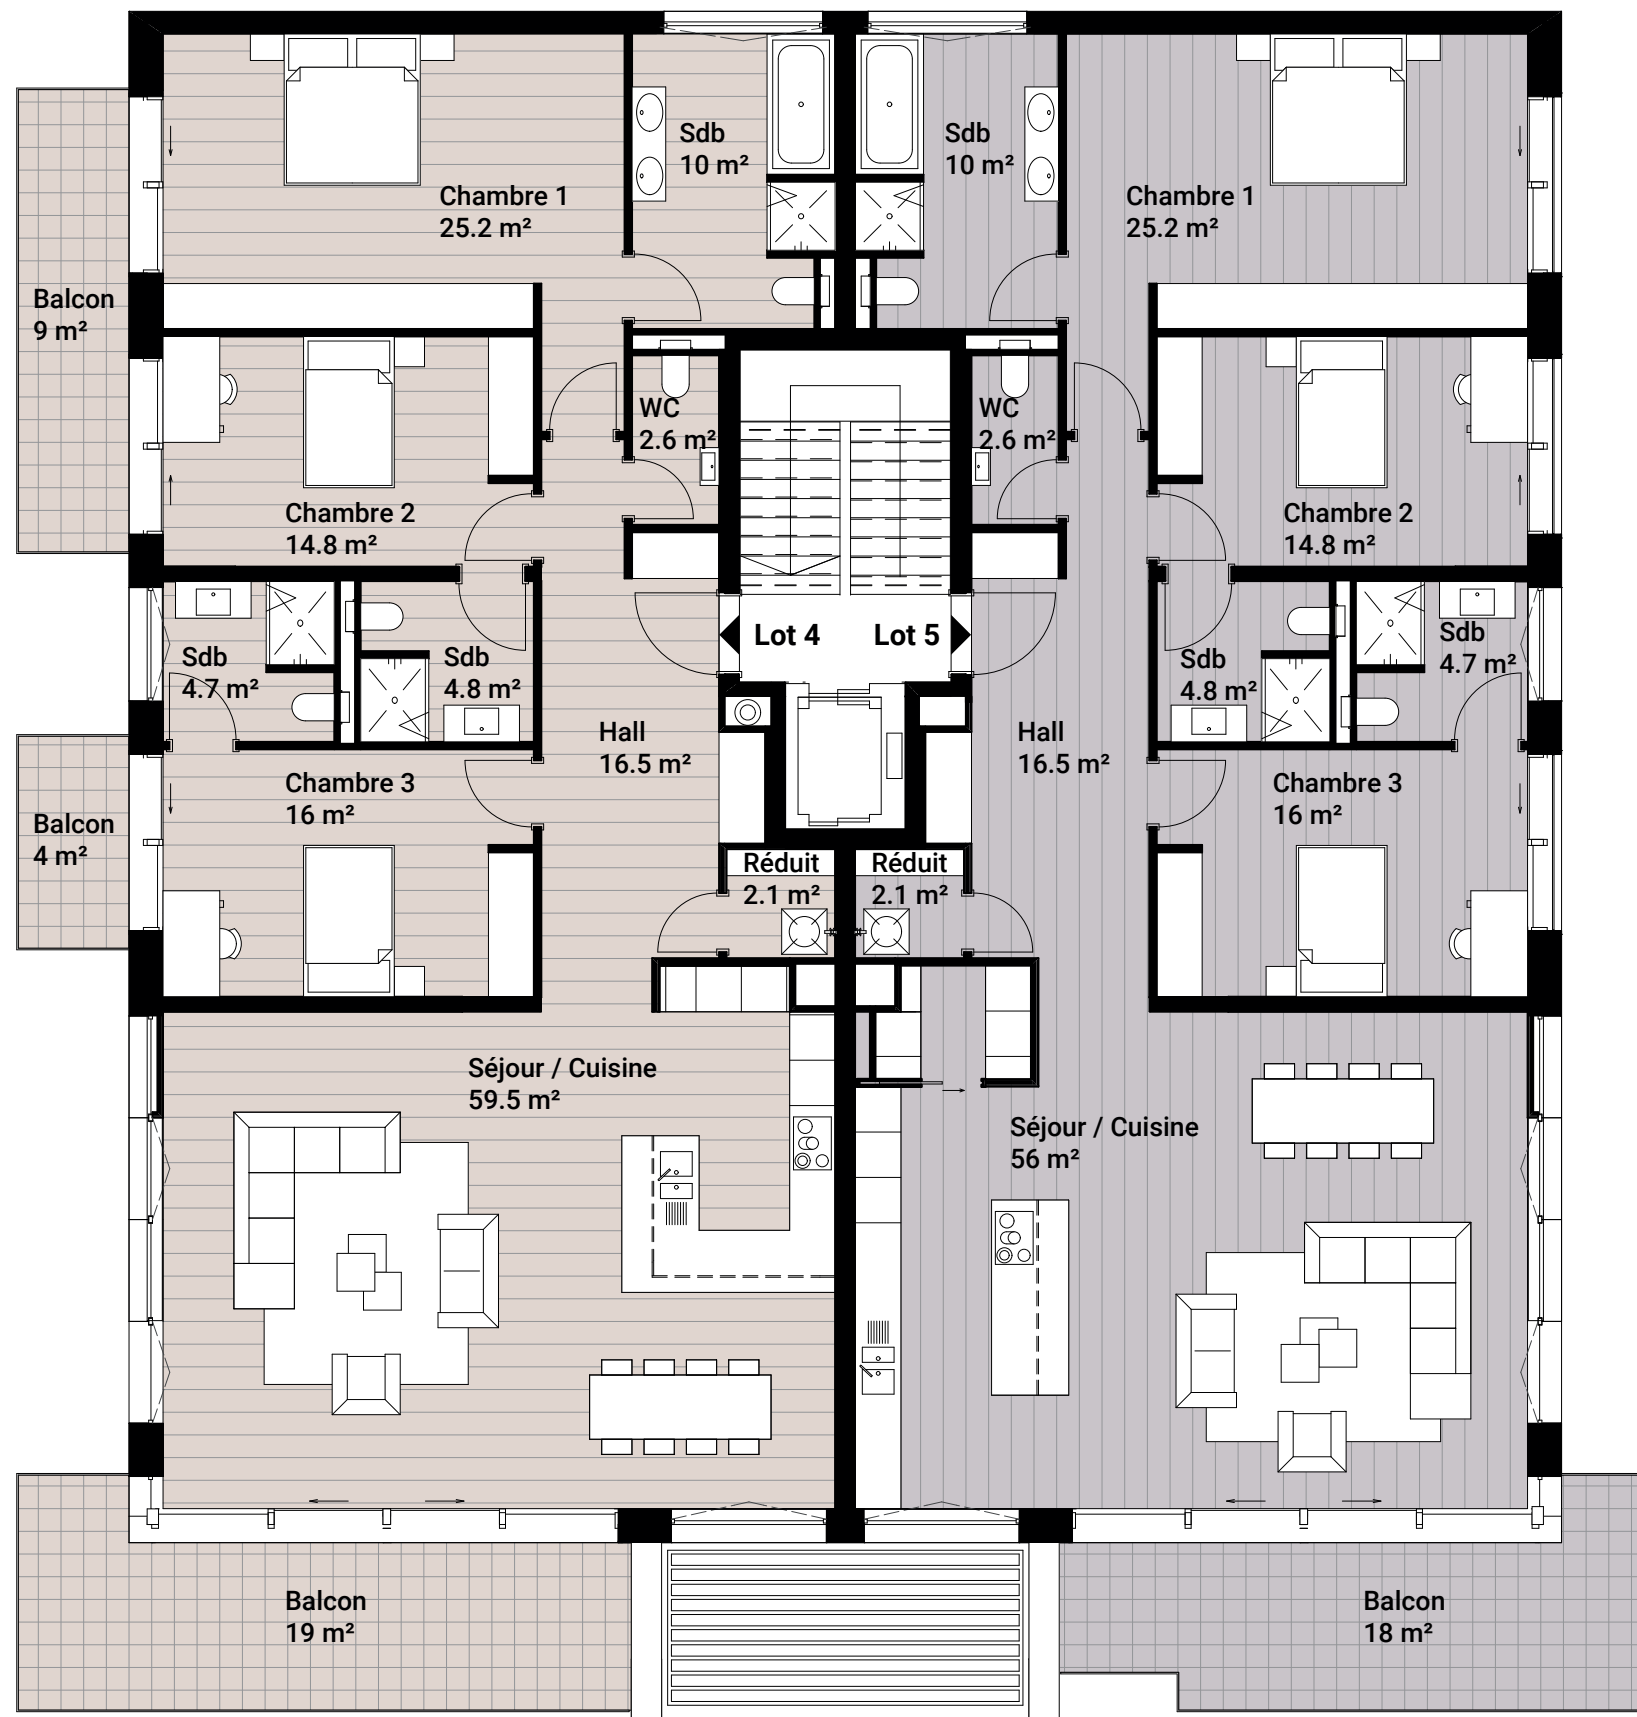 Sdb
10 m²
Sdb
10 m²
Chambre 1
25.2 m²
Chambre 1
25.2 m²
Balcon
9 m²
WC
2.6 m²
WC
2.6 m²
Chambre 2
14.8 m²
Chambre 2
14.8 m²
Lot 4
Lot 5
Sdb
4.7 m²
Sdb
4.8 m²
Sdb
4.8 m²
Sdb
4.7 m²
Hall
16.5 m²
Hall
16.5 m²
Chambre 3
16 m²
Chambre 3
16 m²
Balcon
4 m²
Réduit
2.1 m²
Réduit
2.1 m²
Séjour / Cuisine
59.5 m²
Séjour / Cuisine
56 m²
Balcon
19 m²
Balcon
18 m²